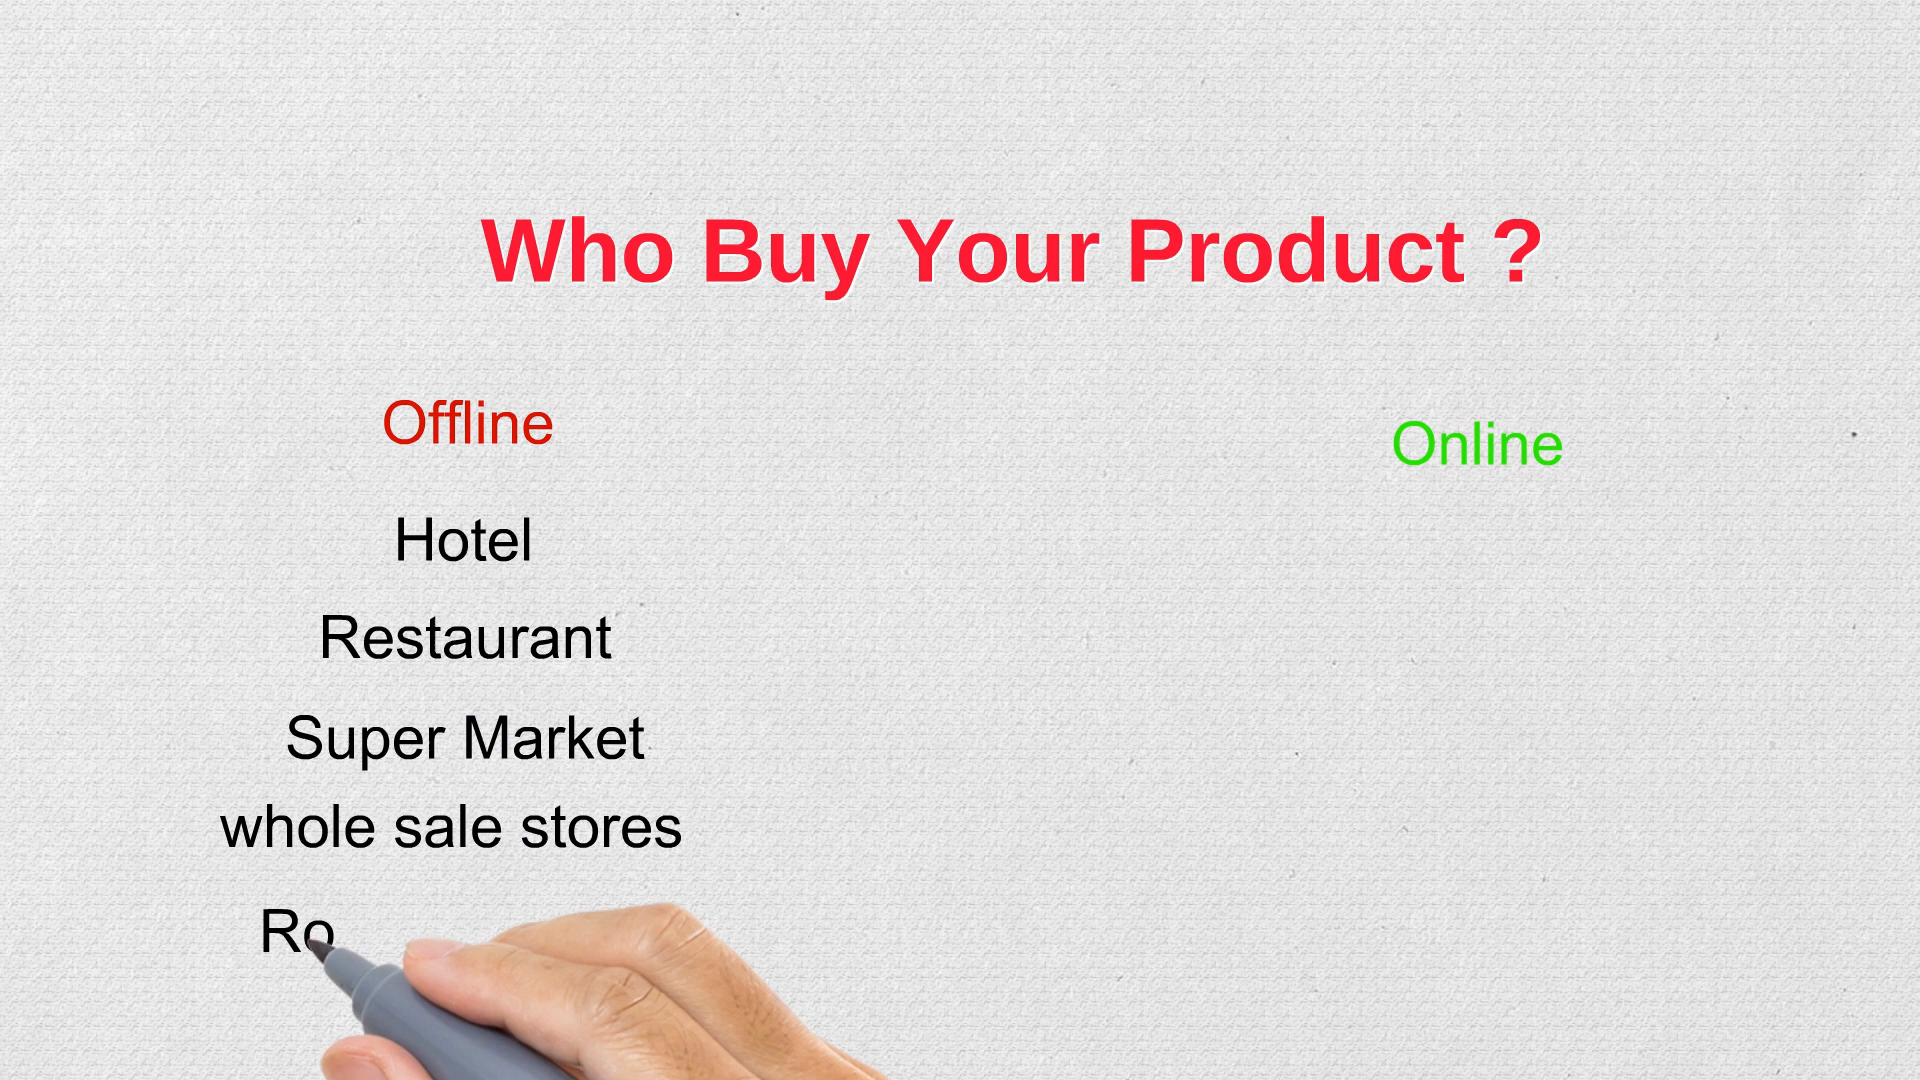 Who Buy Your Product ?
Offline
Online
Hotel
Restaurant
Super Market
whole sale stores
Ro